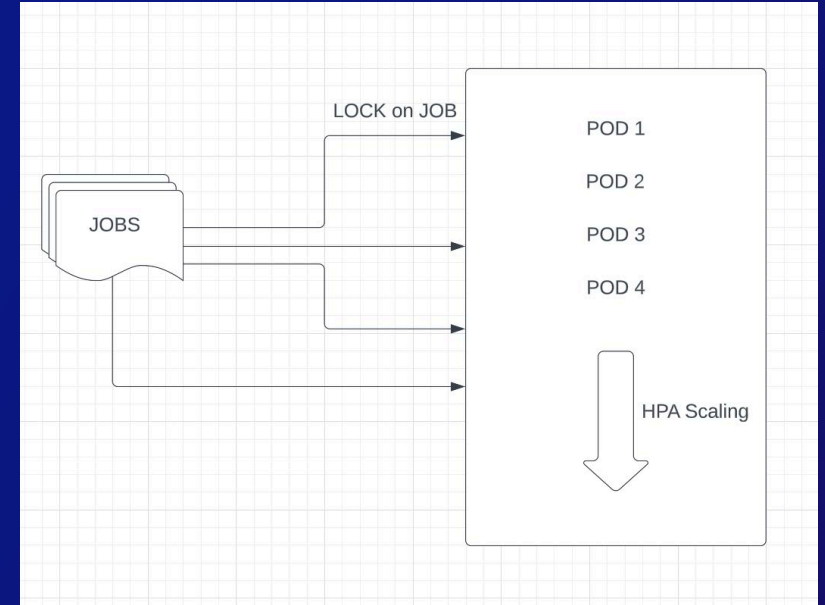 LOCK on JOB
JOBS
POD 1
POD 2
POD 3
POD 4
HPA Scaling